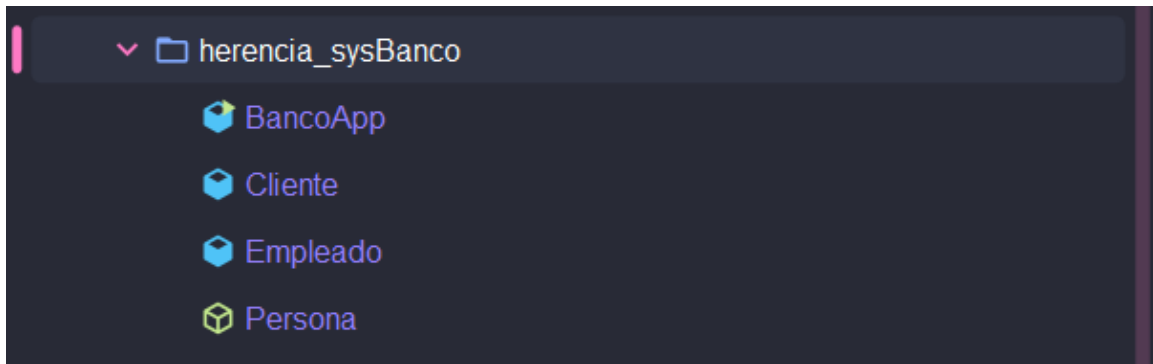 herencia_sysBanco
BancoApp
Cliente
Empleado
Persona